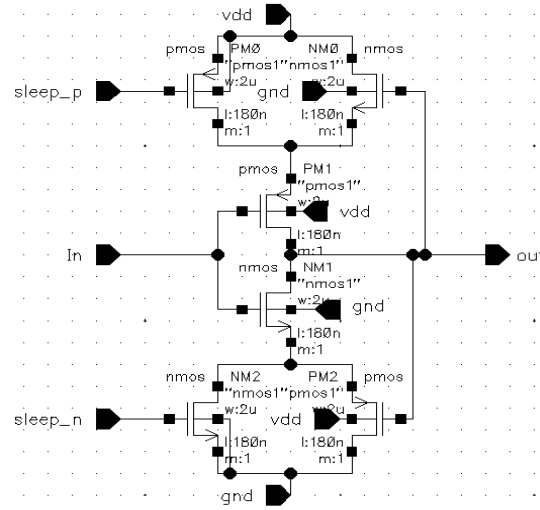 vdd
pmos PM0 NM0 nmos
"pmos1" "nmos1"
w:2u
sleep_p gnd
l:180n l:180n
m:1 m:1
pmos PM1
"pmos1"
w:2u
vdd
l:180n
In m:1 out
nmos NM1
"nmos1"
w:2u
gnd
l:180n
m:1
nmos NM2 PM2 pmos
"nmos1" "pmos1"
w:2u w:2u
sleep_n vdd
l:180n l:180n
m:1 m:1
gnd